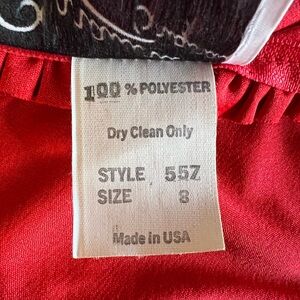 100 % POLYESTER
Dry Clean Only
STYLE 557
SIZE 8
Made in USA